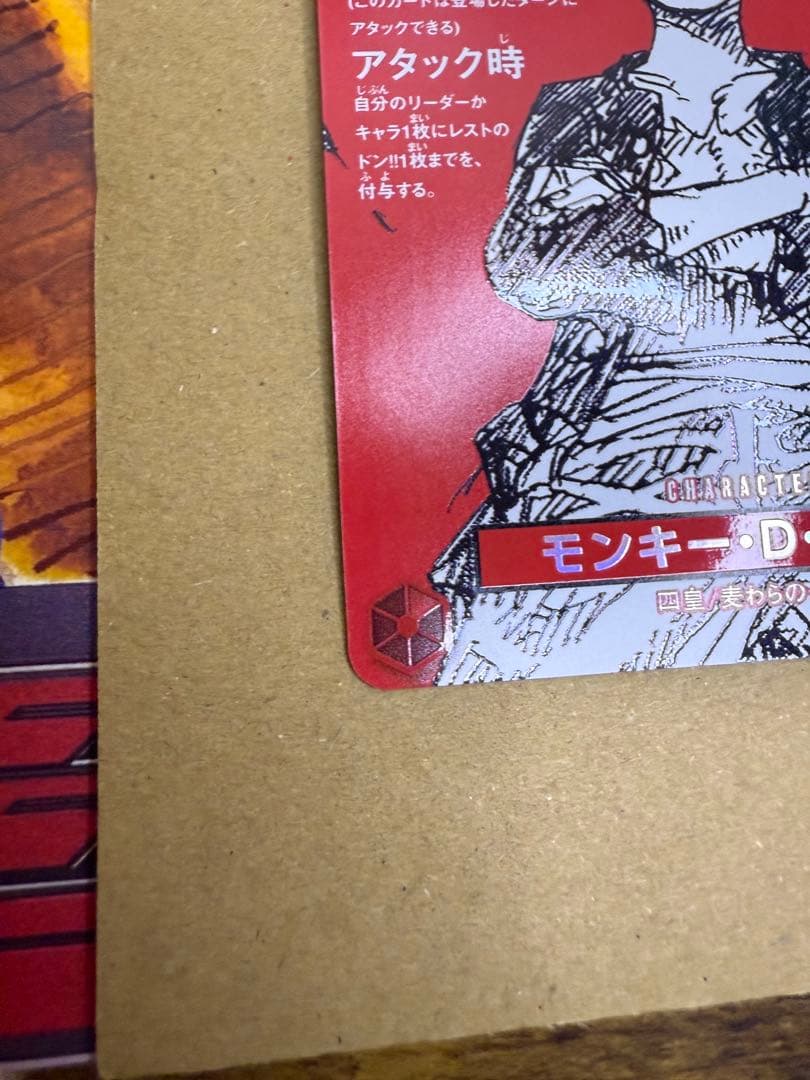 (このカードは登場したターンに
アタックできる)
アタック時
自分のリーダーか
キャラ1枚にレストの
ドン!!1枚までを、
付与する。
CHARACTE
モンキー・D・
四皇/麦わらの